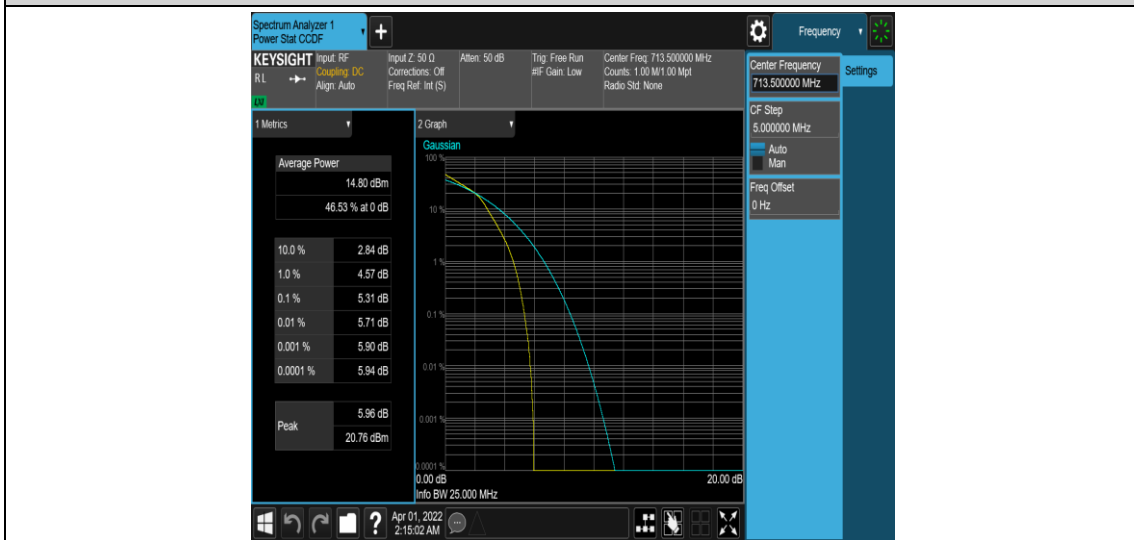 Spectrum Analyzer 1
Power Stat CCDF
Frequency
KEYSIGHT
RL
LXI
Input: RF
Coupling: DC
Align: Auto
Input Z: 50 Ω
Corrections: Off
Freq Ref: Int (S)
Atten: 50 dB
Trig: Free Run
#IF Gain: Low
Center Freq: 713.500000 MHz
Counts: 1.00 M/1.00 Mpt
Radio Std: None
Center Frequency
713.500000 MHz
Settings
CF Step
5.000000 MHz
Auto
Man
Freq Offset
0 Hz
1 Metrics
Average Power
14.80 dBm
46.53 % at 0 dB
10.0 % 2.84 dB
1.0 % 4.57 dB
0.1 % 5.31 dB
0.01 % 5.71 dB
0.001 % 5.90 dB
0.0001 % 5.94 dB
Peak
5.96 dB
20.76 dBm
2 Graph
Gaussian
100 %
10 %
1 %
0.1 %
0.01 %
0.001 %
0.0001 %
0.00 dB 20.00 dB
Info BW 25.000 MHz
Apr 01, 2022
2:15:02 AM